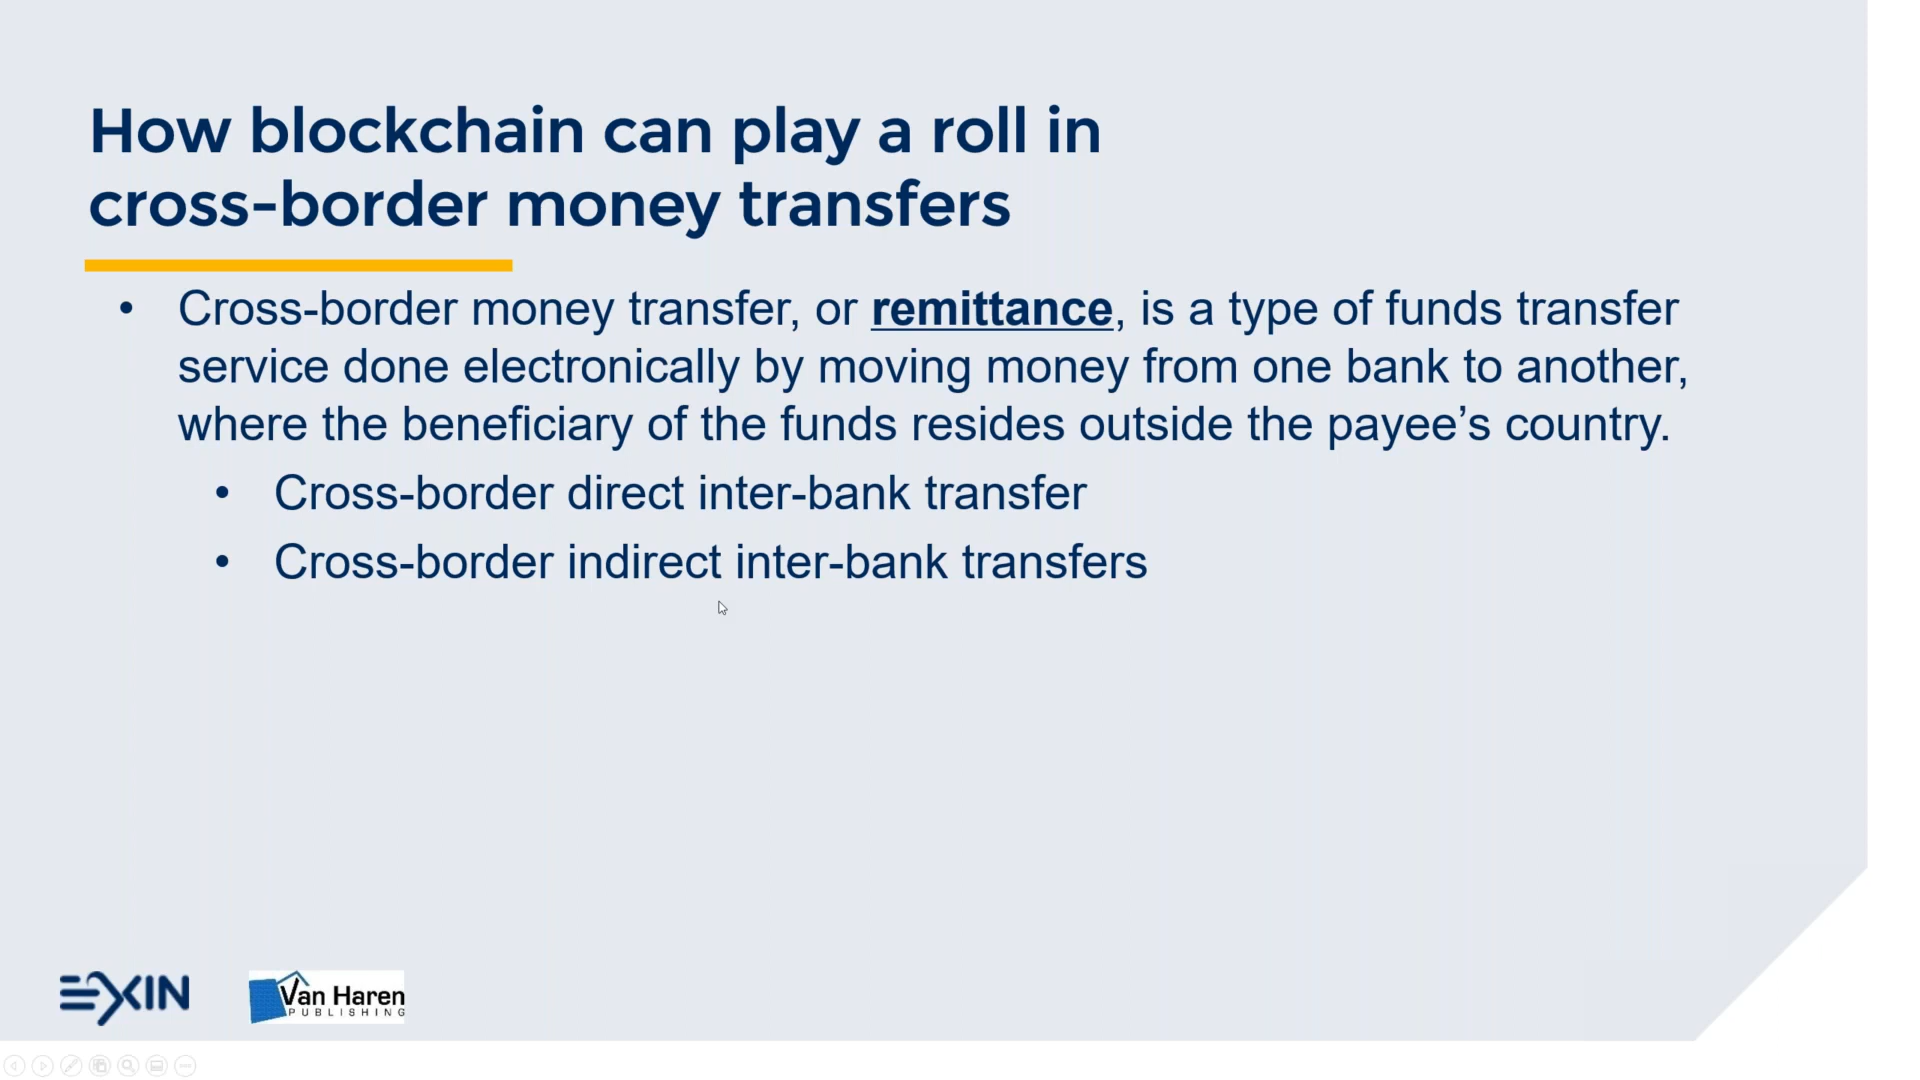 How blockchain can play a roll in
cross-border money transfers
• Cross-border money transfer, or remittance, is a type of funds transfer
service done electronically by moving money from one bank to another,
where the beneficiary of the funds resides outside the payee’s country.
• Cross-border direct inter-bank transfer
• Cross-border indirect inter-bank transfers
EXIN
Van Haren
PUBLISHING